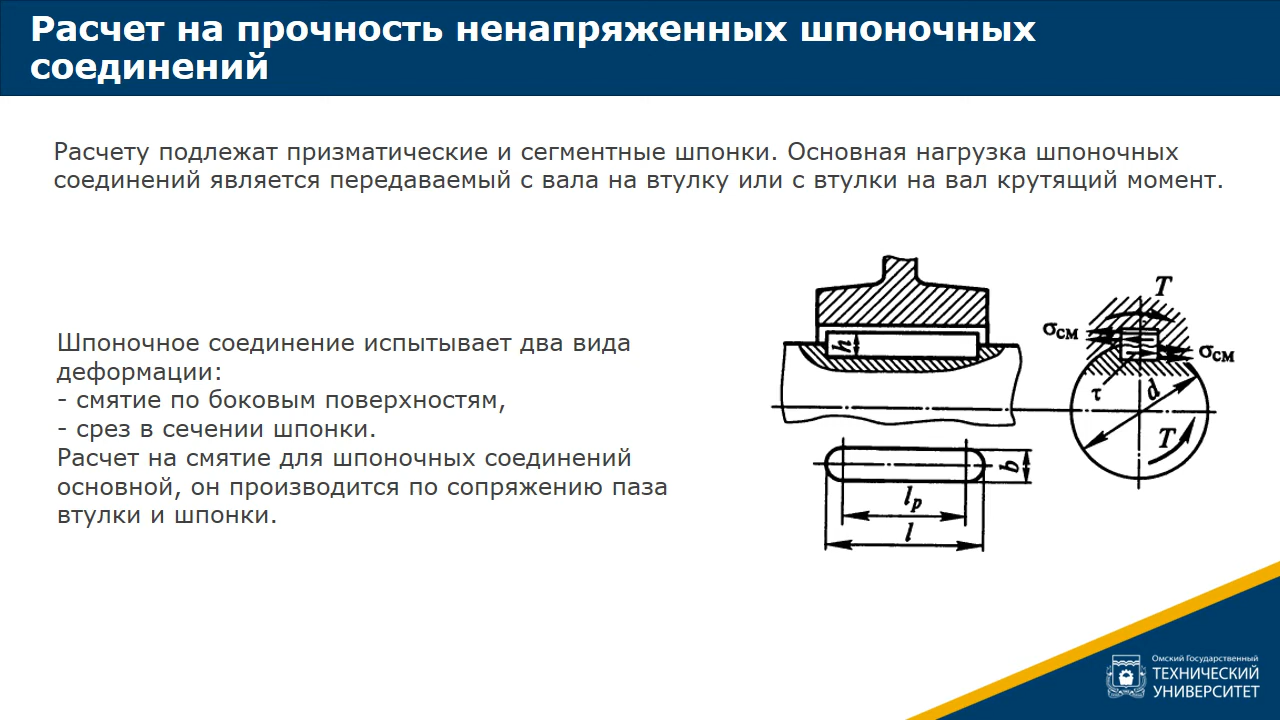 Расчет на прочность ненапряженных шпоночных
соединений
Расчету подлежат призматические и сегментные шпонки. Основная нагрузка шпоночных
соединений является передаваемый с вала на втулку или с втулки на вал крутящий момент.
Шпоночное соединение испытывает два вида
деформации:
- смятие по боковым поверхностям,
- срез в сечении шпонки.
Расчет на смятие для шпоночных соединений
основной, он производится по сопряжению паза
втулки и шпонки.
h
T
σсм
σсм
τ
d
T
b
lр
l
Омский Государственный
ТЕХНИЧЕСКИЙ
УНИВЕРСИТЕТ